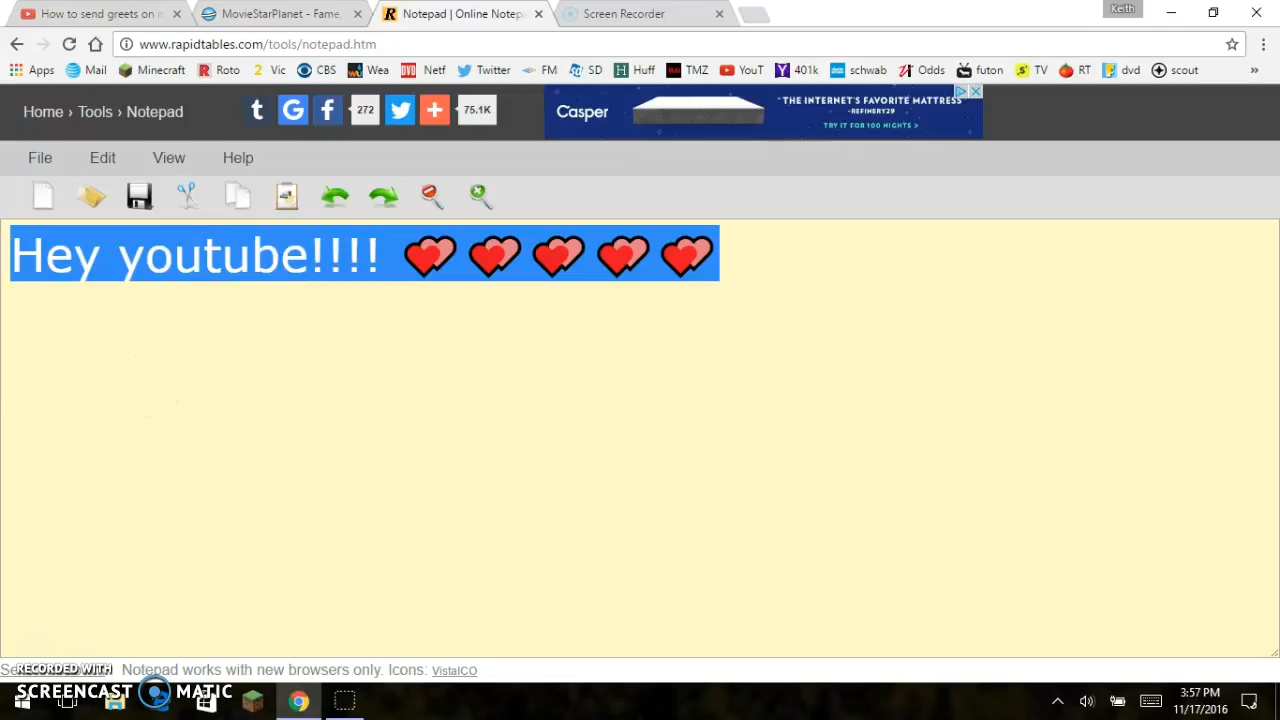 How to send greets on m
MovieStarPlanet - Fame,
Notepad | Online Notep
Screen Recorder
Keith
www.rapidtables.com/tools/notepad.htm
Apps Mail Minecraft Roto Vic CBS Wea Netf Twitter FM SD Huff TMZ YouT 401k schwab Odds futon TV RT dvd scout »
Home › Tools › Notepad
272
75.1K
Casper
"THE INTERNET'S FAVORITE MATTRESS"
-REFINERY29
TRY IT FOR 100 NIGHTS >
File Edit View Help
Hey youtube!!!! 💕 💕 💕 💕 💕
Notepad works with new browsers only. Icons: VistaICO
RECORDED WITH
SCREENCAST MATIC
3:57 PM
11/17/2016